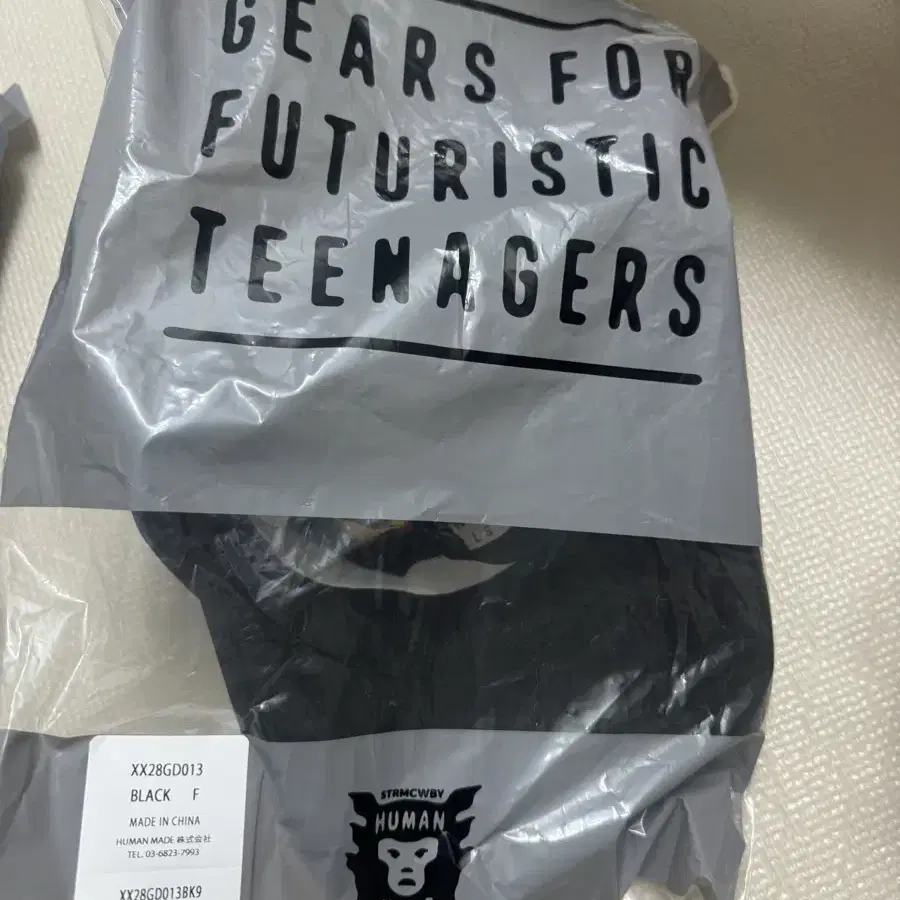 GEARS FOR
FUTURISTIC
TEENAGERS
XX28GD013
BLACK F
MADE IN CHINA
HUMAN MADE 株式会社
TEL. 03-6823-7993
XX28GD013BK9
STRMCWBY
HUMAN